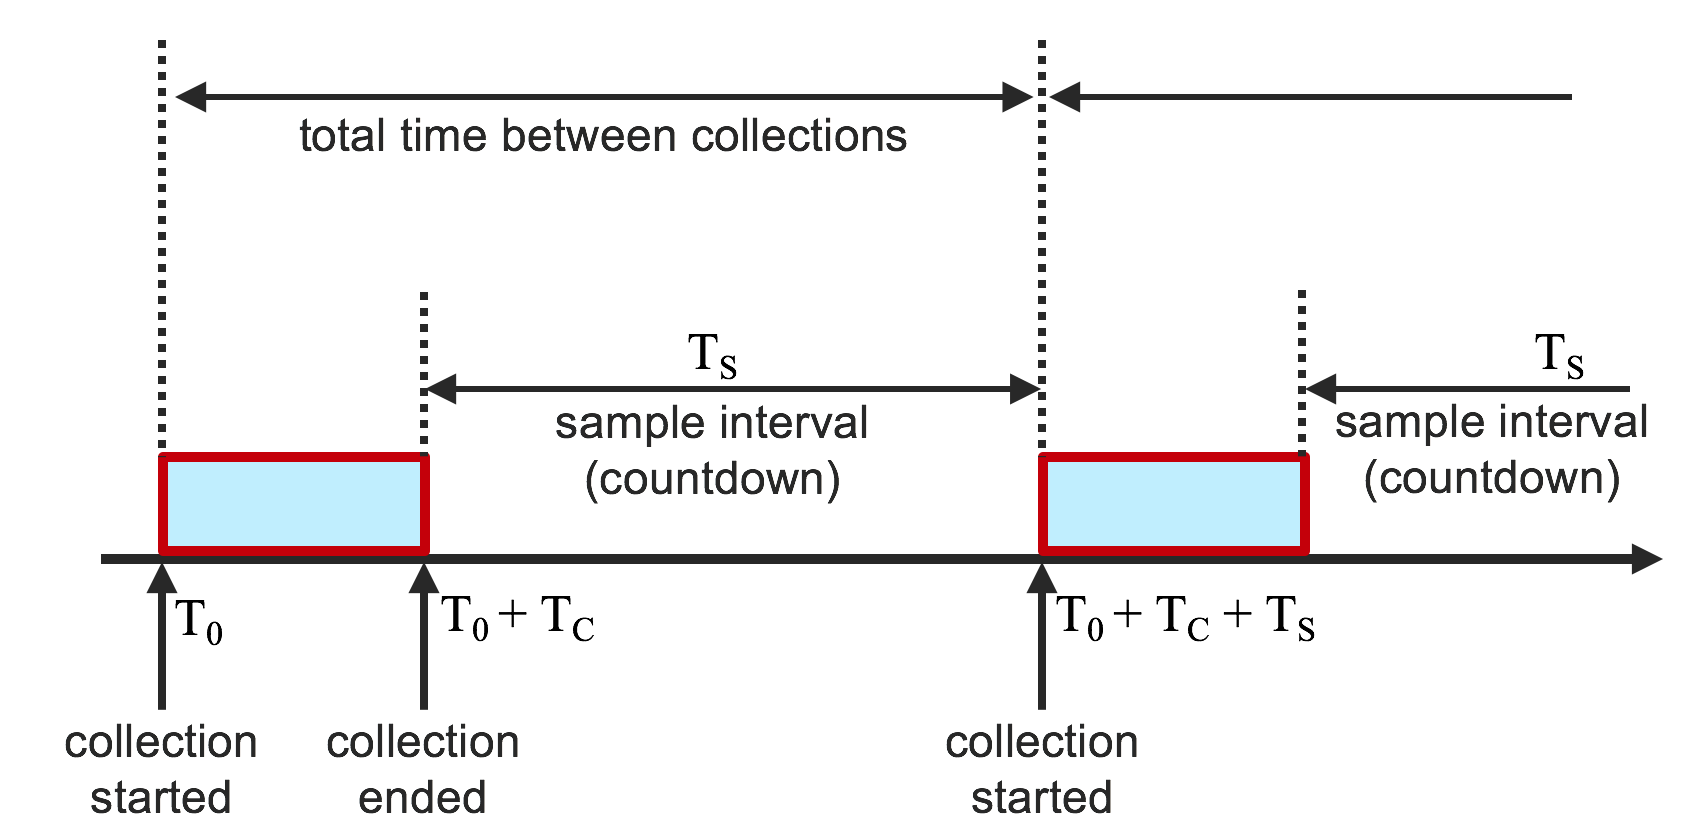 total time between collections
T_S
T_S
sample interval
(countdown)
sample interval
(countdown)
T_0
T_0 + T_C
T_0 + T_C + T_S
collection
started
collection
ended
collection
started